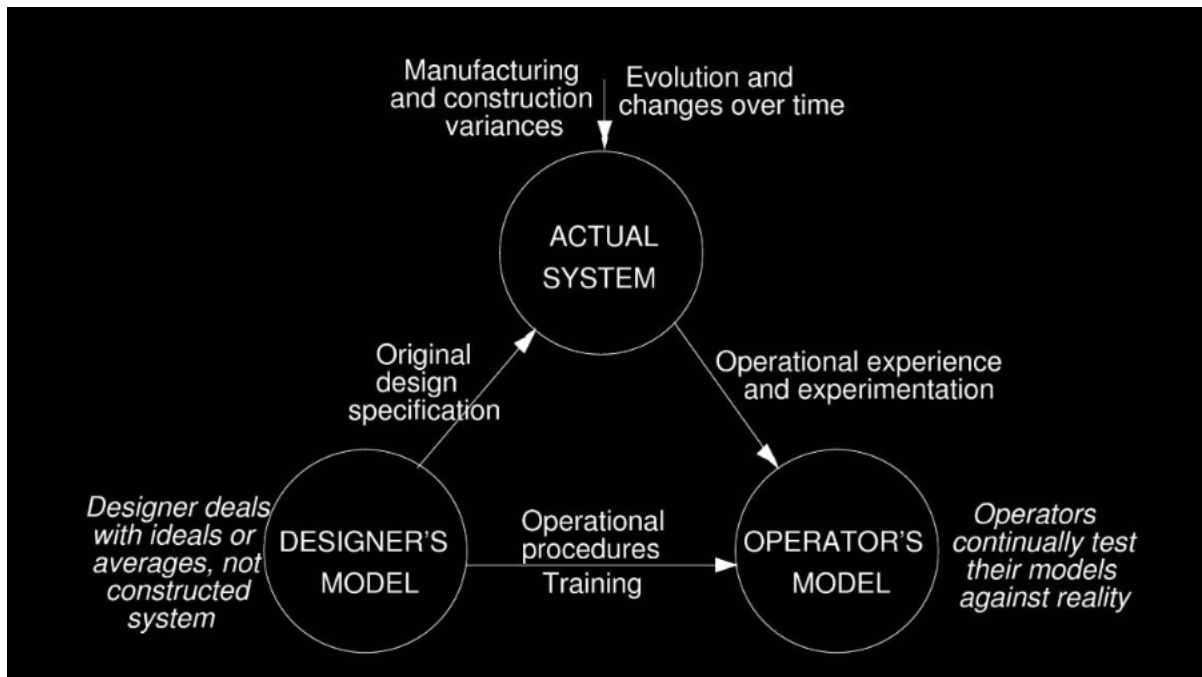 Manufacturing
and construction
variances
Evolution and
changes over time
ACTUAL
SYSTEM
Original
design
specification
Operational experience
and experimentation
Designer deals
with ideals or
averages, not
constructed
system
DESIGNER'S
MODEL
Operational
procedures
Training
OPERATOR'S
MODEL
Operators
continually test
their models
against reality